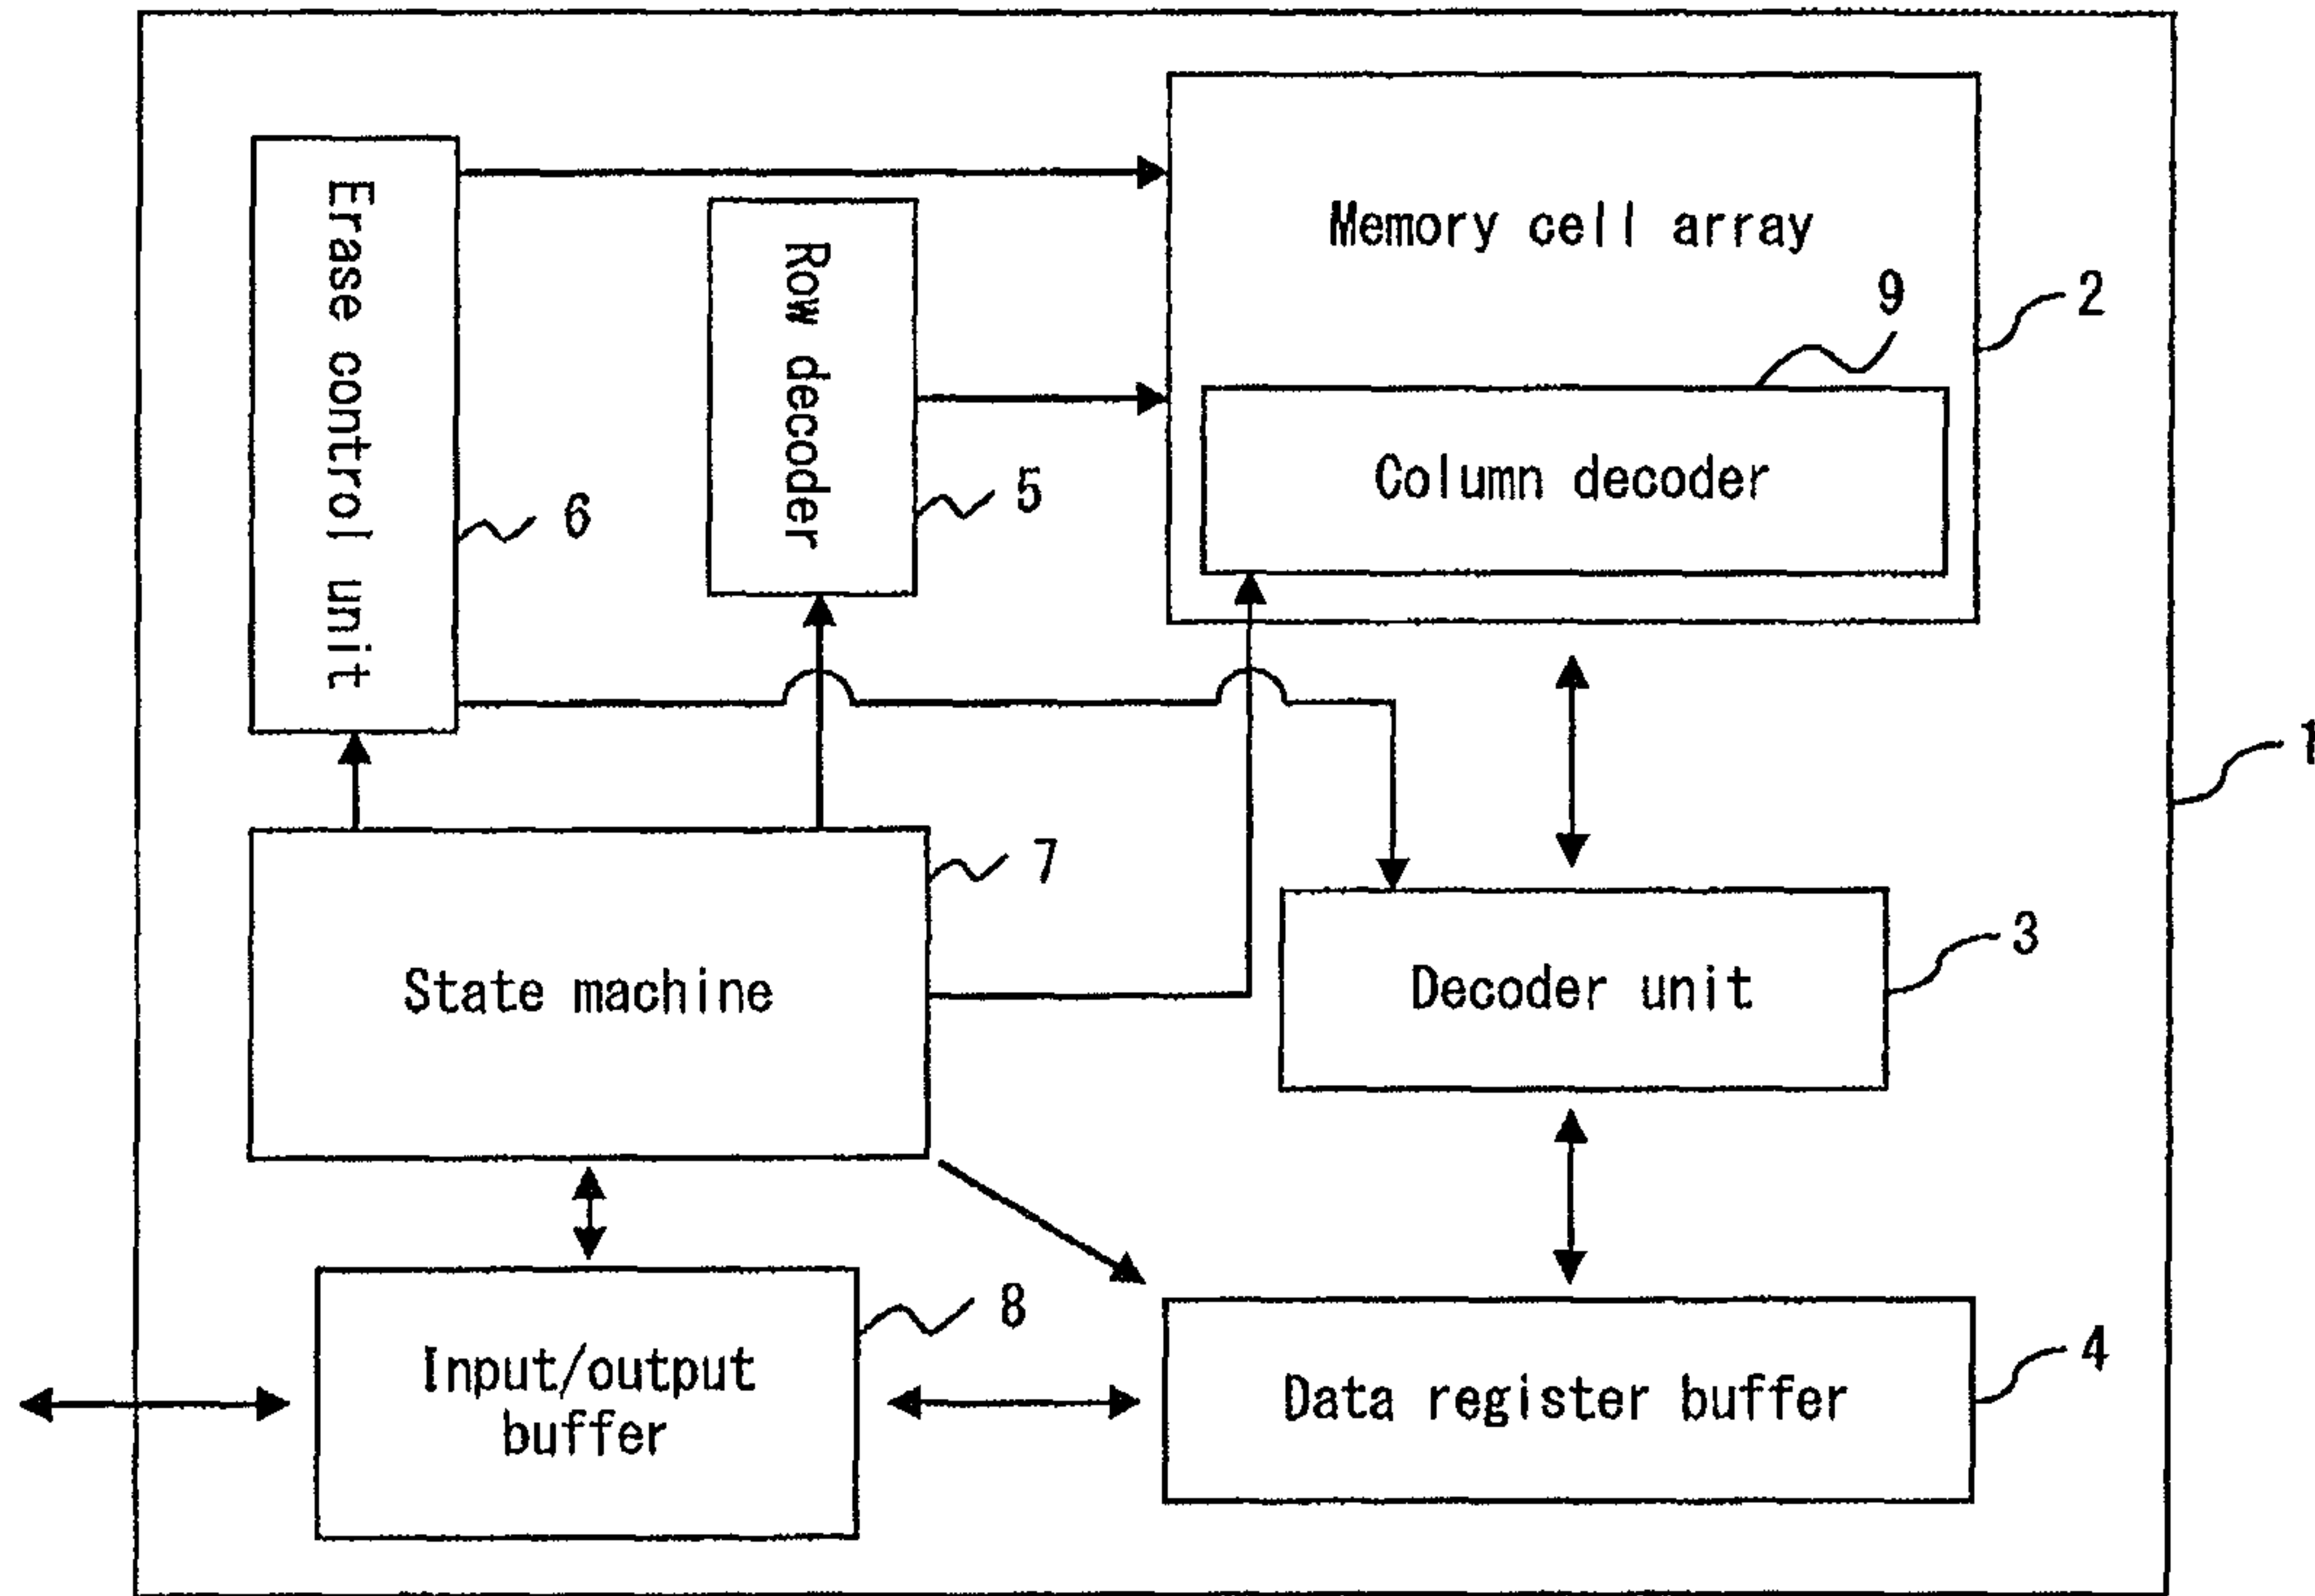 Erase control unit
6
Row decoder
5
Memory cell array
2
9
Column decoder
1
State machine
7
Decoder unit
3
Input/output
buffer
8
Data register buffer
4